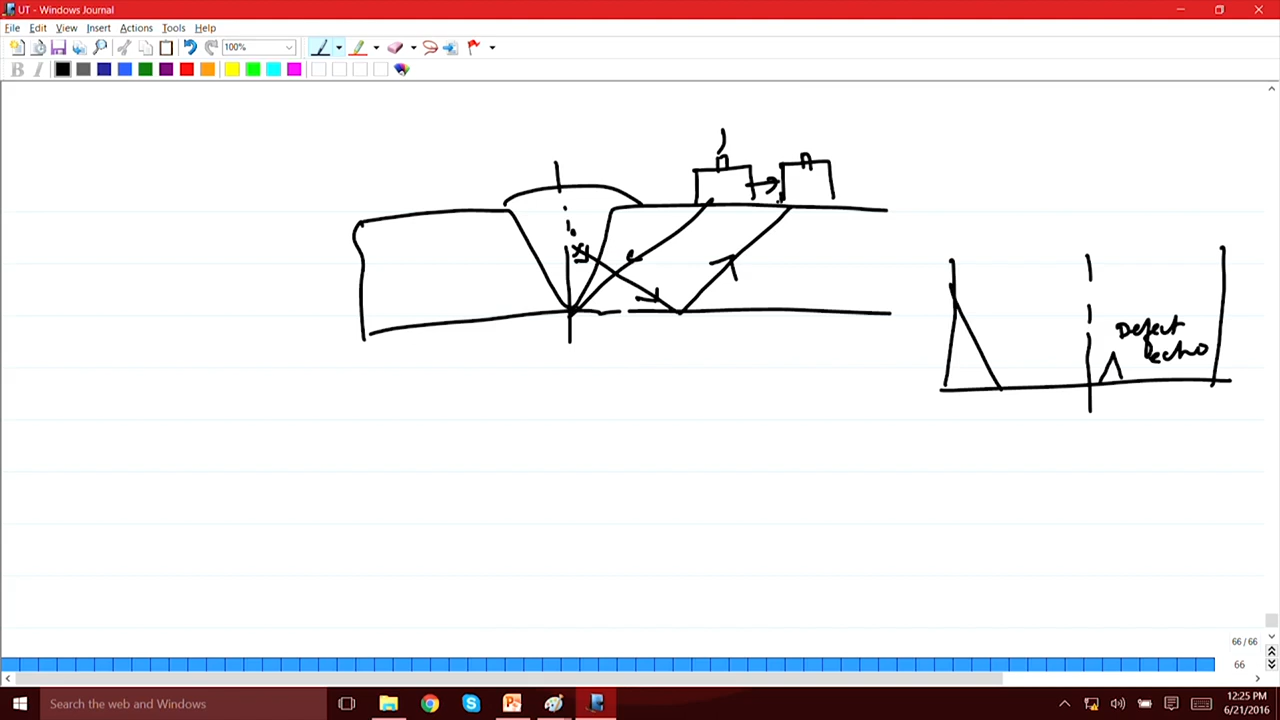 UT - Windows Journal
File Edit View Insert Actions Tools Help
100%
B I
Defect
echo
66 / 66
66
Search the web and Windows
12:25 PM
6/21/2016